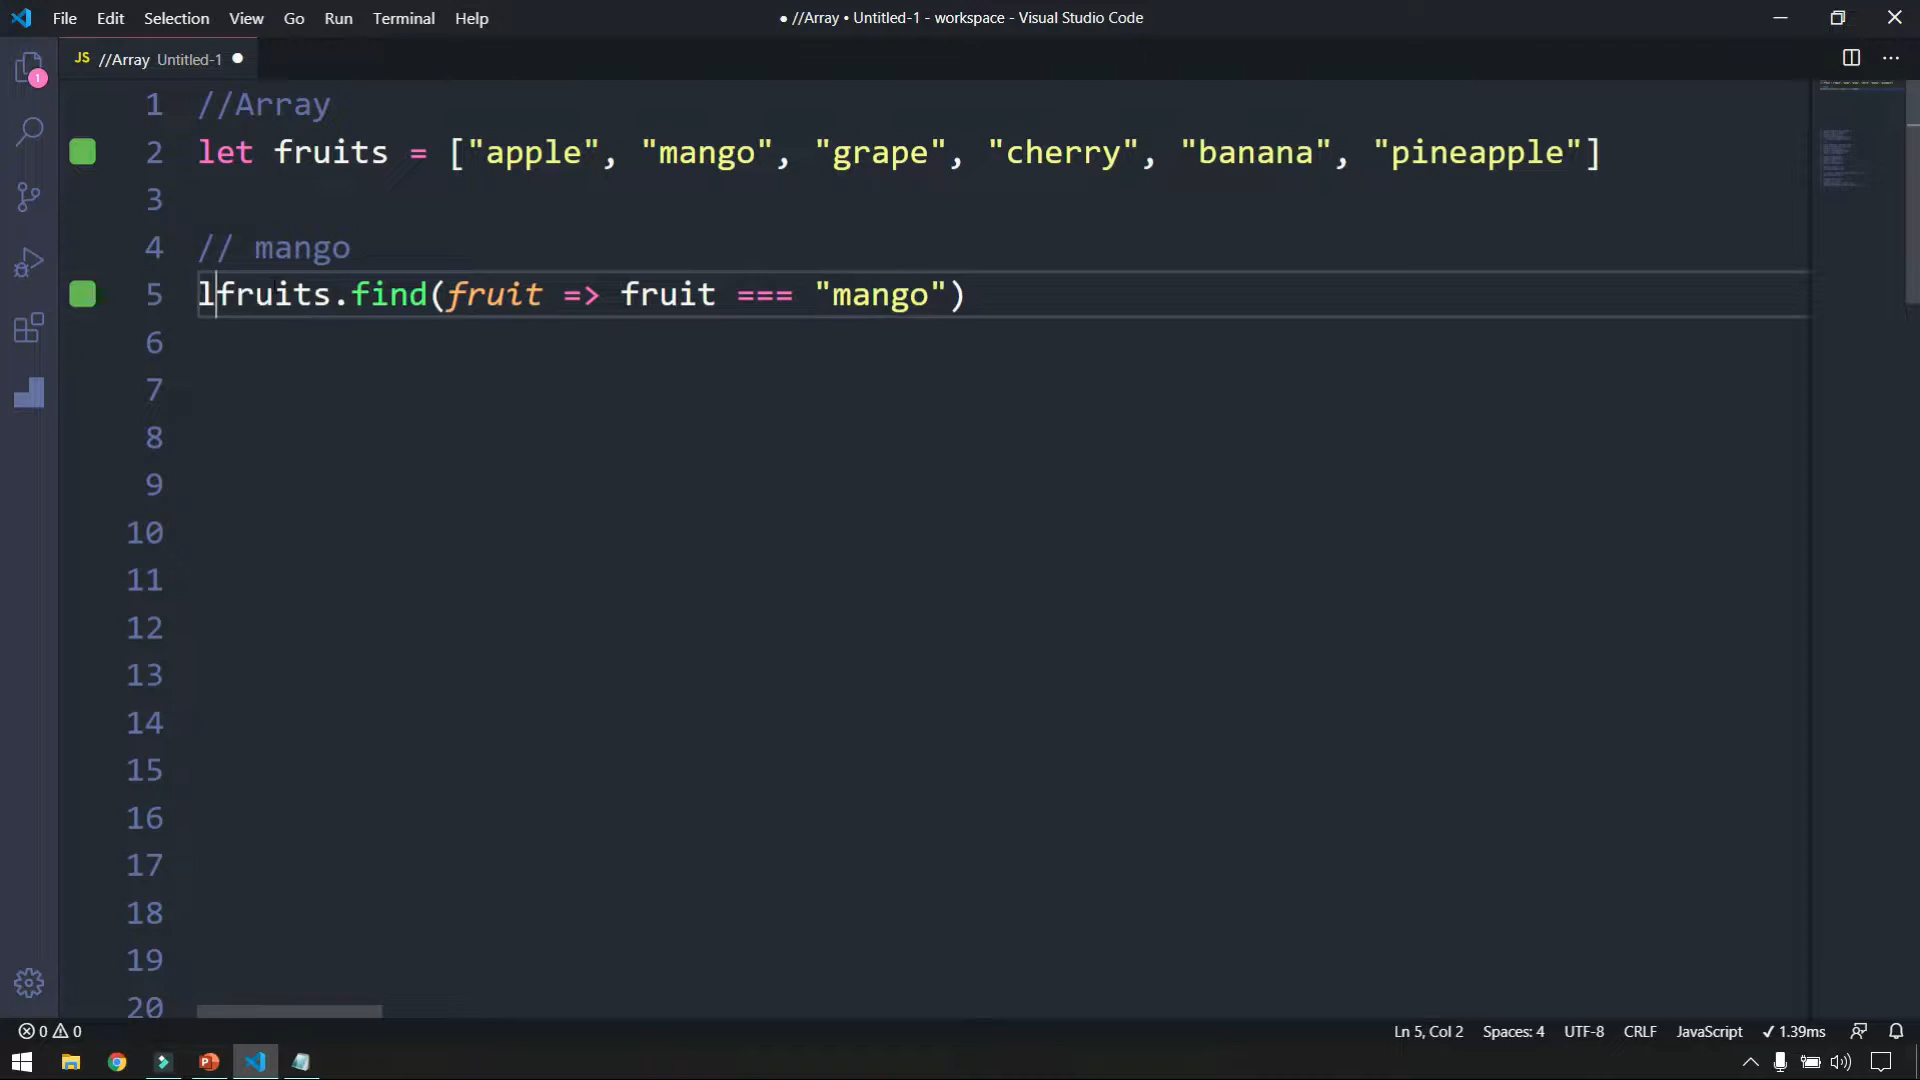 File Edit Selection View Go Run Terminal Help
● //Array • Untitled-1 - workspace - Visual Studio Code
JS //Array Untitled-1 ●
1
1 //Array
2 let fruits = ["apple", "mango", "grape", "cherry", "banana", "pineapple"]
3
4 // mango
5 lfruits.find(fruit => fruit === "mango")
6
7
8
9
10
11
12
13
14
15
16
17
18
19
20
0 0
Ln 5, Col 2 Spaces: 4 UTF-8 CRLF JavaScript ✓ 1.39ms